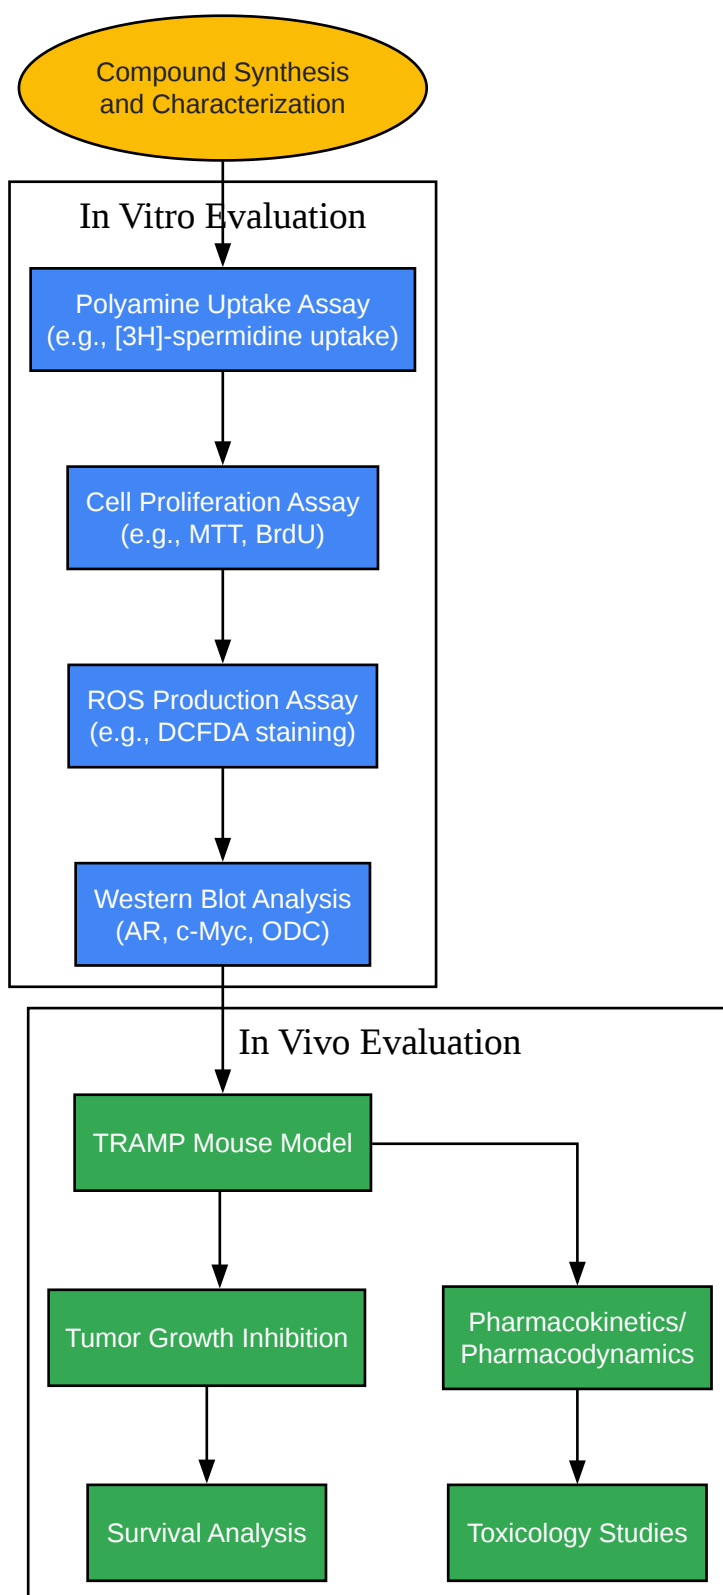 Compound Synthesis
and Characterization
In Vitro Evaluation
Polyamine Uptake Assay
(e.g., [3H]-spermidine uptake)
Cell Proliferation Assay
(e.g., MTT, BrdU)
ROS Production Assay
(e.g., DCFDA staining)
Western Blot Analysis
(AR, c-Myc, ODC)
In Vivo Evaluation
TRAMP Mouse Model
Tumor Growth Inhibition
Pharmacokinetics/
Pharmacodynamics
Survival Analysis
Toxicology Studies